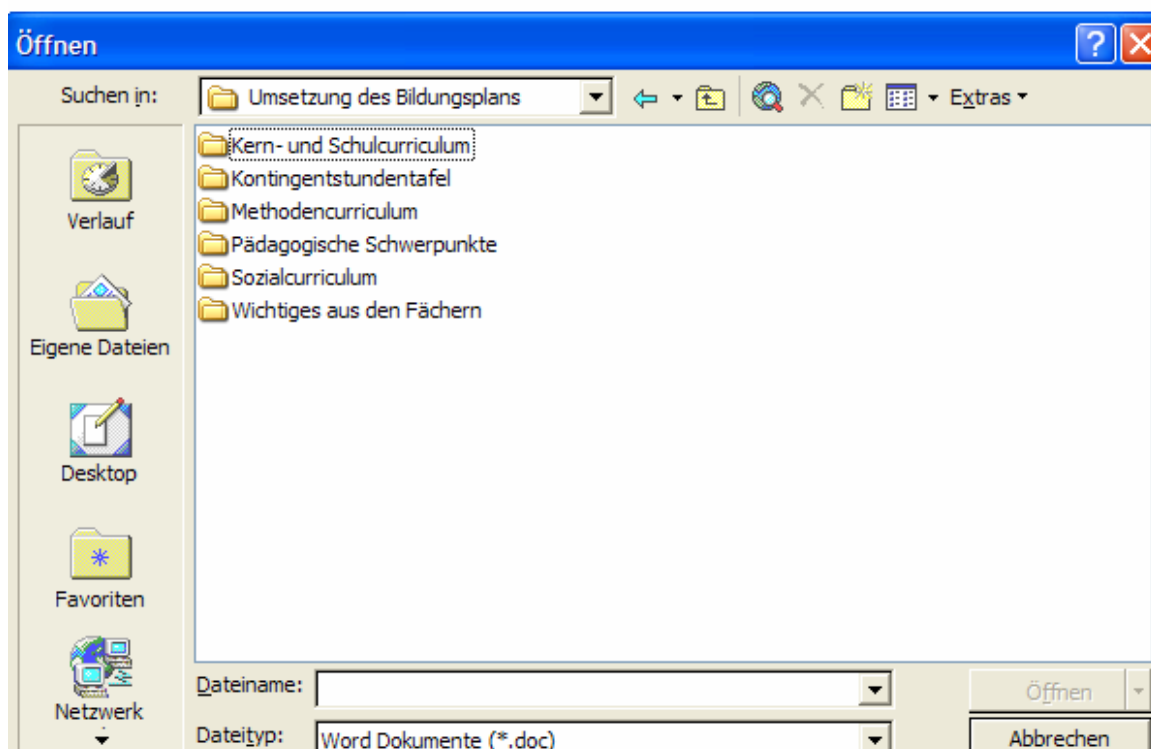 Öffnen
Suchen in:
Umsetzung des Bildungsplans
Extras
Kern- und Schulcurriculum
Kontingentstundentafel
Methodencurriculum
Pädagogische Schwerpunkte
Sozialcurriculum
Wichtiges aus den Fächern
Verlauf
Eigene Dateien
Desktop
Favoriten
Netzwerk
Dateiname:
Öffnen
Dateityp:
Word Dokumente (*.doc)
Abbrechen